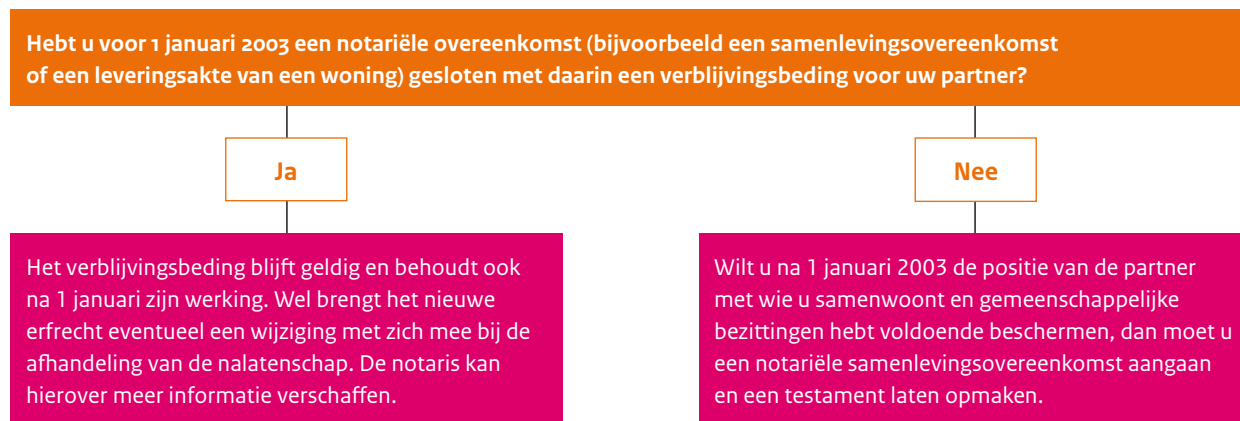 Hebt u voor 1 januari 2003 een notariële overeenkomst (bijvoorbeeld een samenlevingsovereenkomst
of een leveringsakte van een woning) gesloten met daarin een verblijvingsbeding voor uw partner?
Ja
Nee
Het verblijvingsbeding blijft geldig en behoudt ook
na 1 januari zijn werking. Wel brengt het nieuwe
erfrecht eventueel een wijziging met zich mee bij de
afhandeling van de nalatenschap. De notaris kan
hierover meer informatie verschaffen.
Wilt u na 1 januari 2003 de positie van de partner
met wie u samenwoont en gemeenschappelijke
bezittingen hebt voldoende beschermen, dan moet u
een notariële samenlevingsovereenkomst aangaan
en een testament laten opmaken.